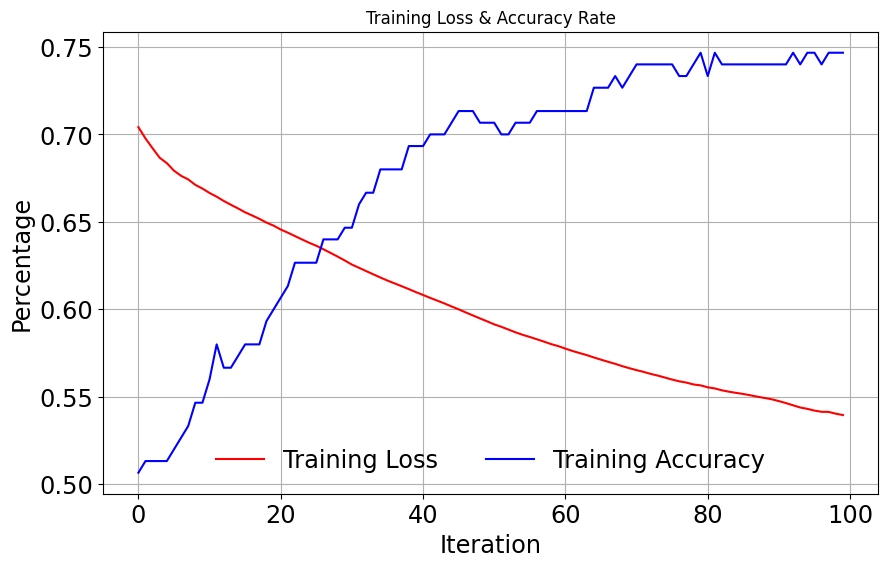 Training Loss & Accuracy Rate
0.75
0.70
0.65
0.60
0.55
0.50
Percentage
Training Loss
Training Accuracy
0 20 40 60 80 100
Iteration